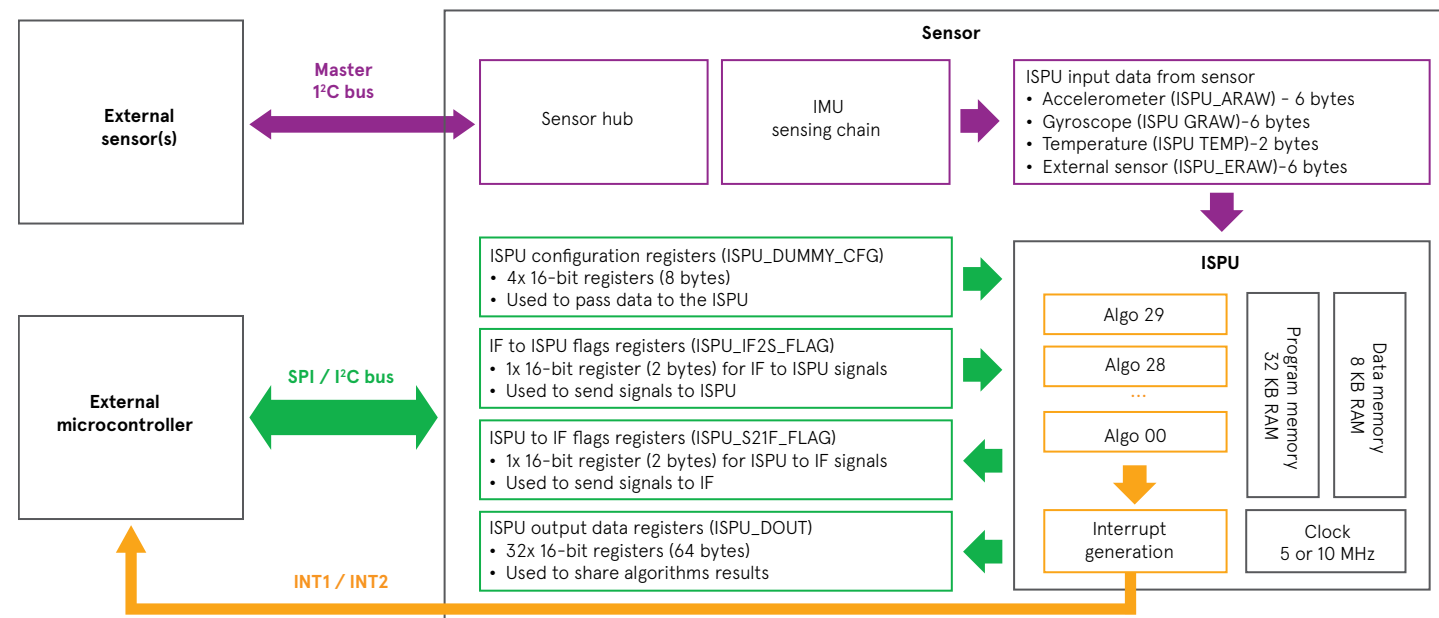 Sensor
External
sensor(s)
Master
1²C bus
Sensor hub
IMU
sensing chain
ISPU input data from sensor
• Accelerometer (ISPU_ARAW) - 6 bytes
• Gyroscope (ISPU GRAW)-6 bytes
• Temperature (ISPU TEMP)-2 bytes
• External sensor (ISPU_ERAW)-6 bytes
External
microcontroller
SPI / I²C bus
ISPU configuration registers (ISPU_DUMMY_CFG)
• 4x 16-bit registers (8 bytes)
• Used to pass data to the ISPU
IF to ISPU flags registers (ISPU_IF2S_FLAG)
• 1x 16-bit register (2 bytes) for IF to ISPU signals
• Used to send signals to ISPU
ISPU to IF flags registers (ISPU_S21F_FLAG)
• 1x 16-bit register (2 bytes) for ISPU to IF signals
• Used to send signals to IF
ISPU output data registers (ISPU_DOUT)
• 32x 16-bit registers (64 bytes)
• Used to share algorithms results
ISPU
Algo 29
Algo 28
...
Algo 00
Interrupt
generation
Program memory
32 KB RAM
Data memory
8 KB RAM
Clock
5 or 10 MHz
INT1 / INT2